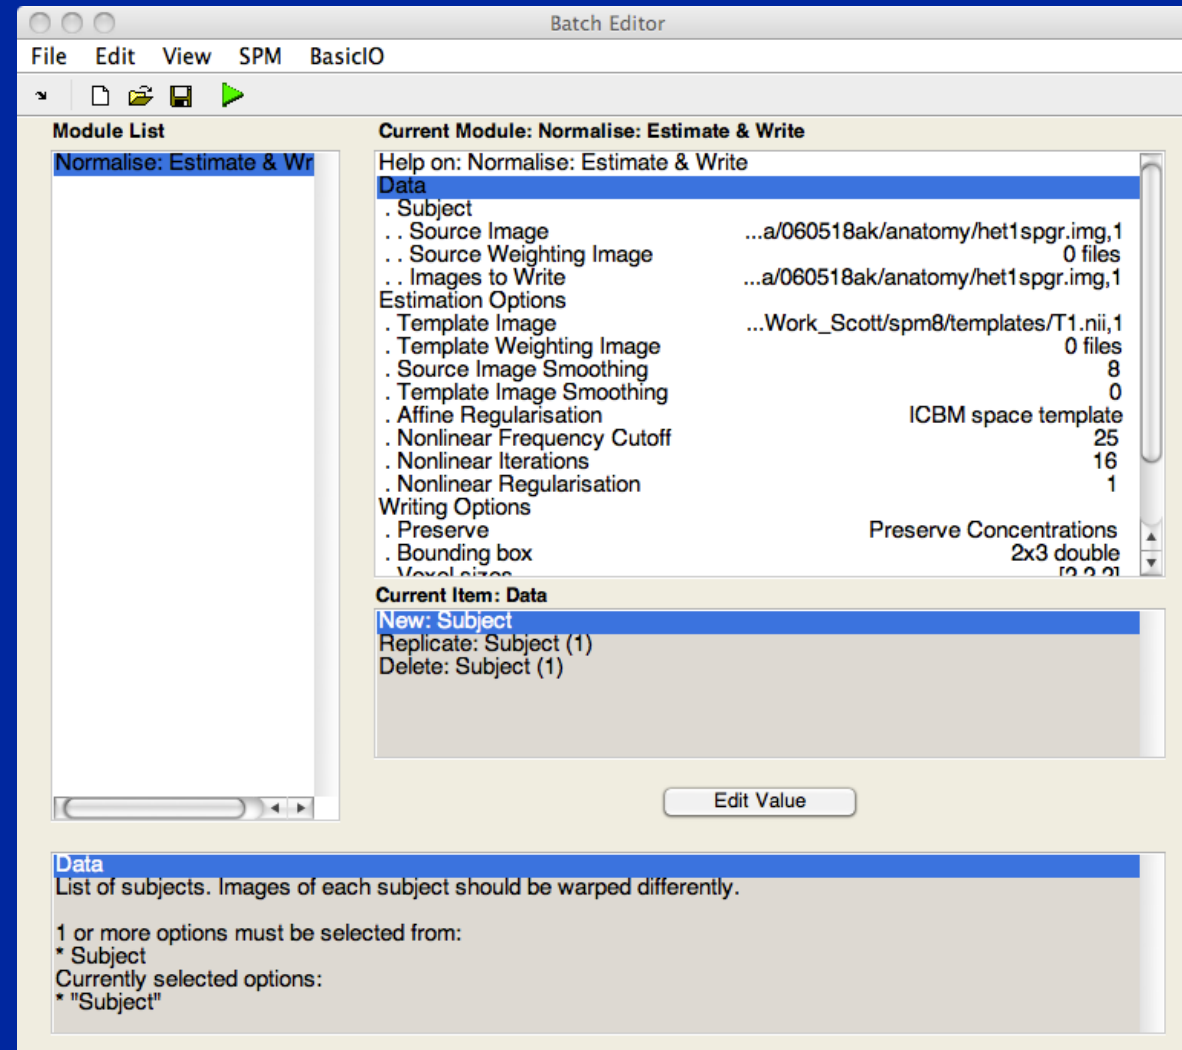 Batch Editor
File Edit View SPM BasicIO
Module List
Normalise: Estimate & Wr
Current Module: Normalise: Estimate & Write
Help on: Normalise: Estimate & Write
Data
. Subject
. . Source Image ...a/060518ak/anatomy/het1spgr.img,1
. . Source Weighting Image 0 files
. . Images to Write ...a/060518ak/anatomy/het1spgr.img,1
Estimation Options
. Template Image ...Work_Scott/spm8/templates/T1.nii,1
. Template Weighting Image 0 files
. Source Image Smoothing 8
. Template Image Smoothing 0
. Affine Regularisation ICBM space template
. Nonlinear Frequency Cutoff 25
. Nonlinear Iterations 16
. Nonlinear Regularisation 1
Writing Options
. Preserve Preserve Concentrations
. Bounding box 2x3 double
. Voxel sizes
Current Item: Data
New: Subject
Replicate: Subject (1)
Delete: Subject (1)
Edit Value
Data
List of subjects. Images of each subject should be warped differently.
1 or more options must be selected from:
* Subject
Currently selected options:
* "Subject"